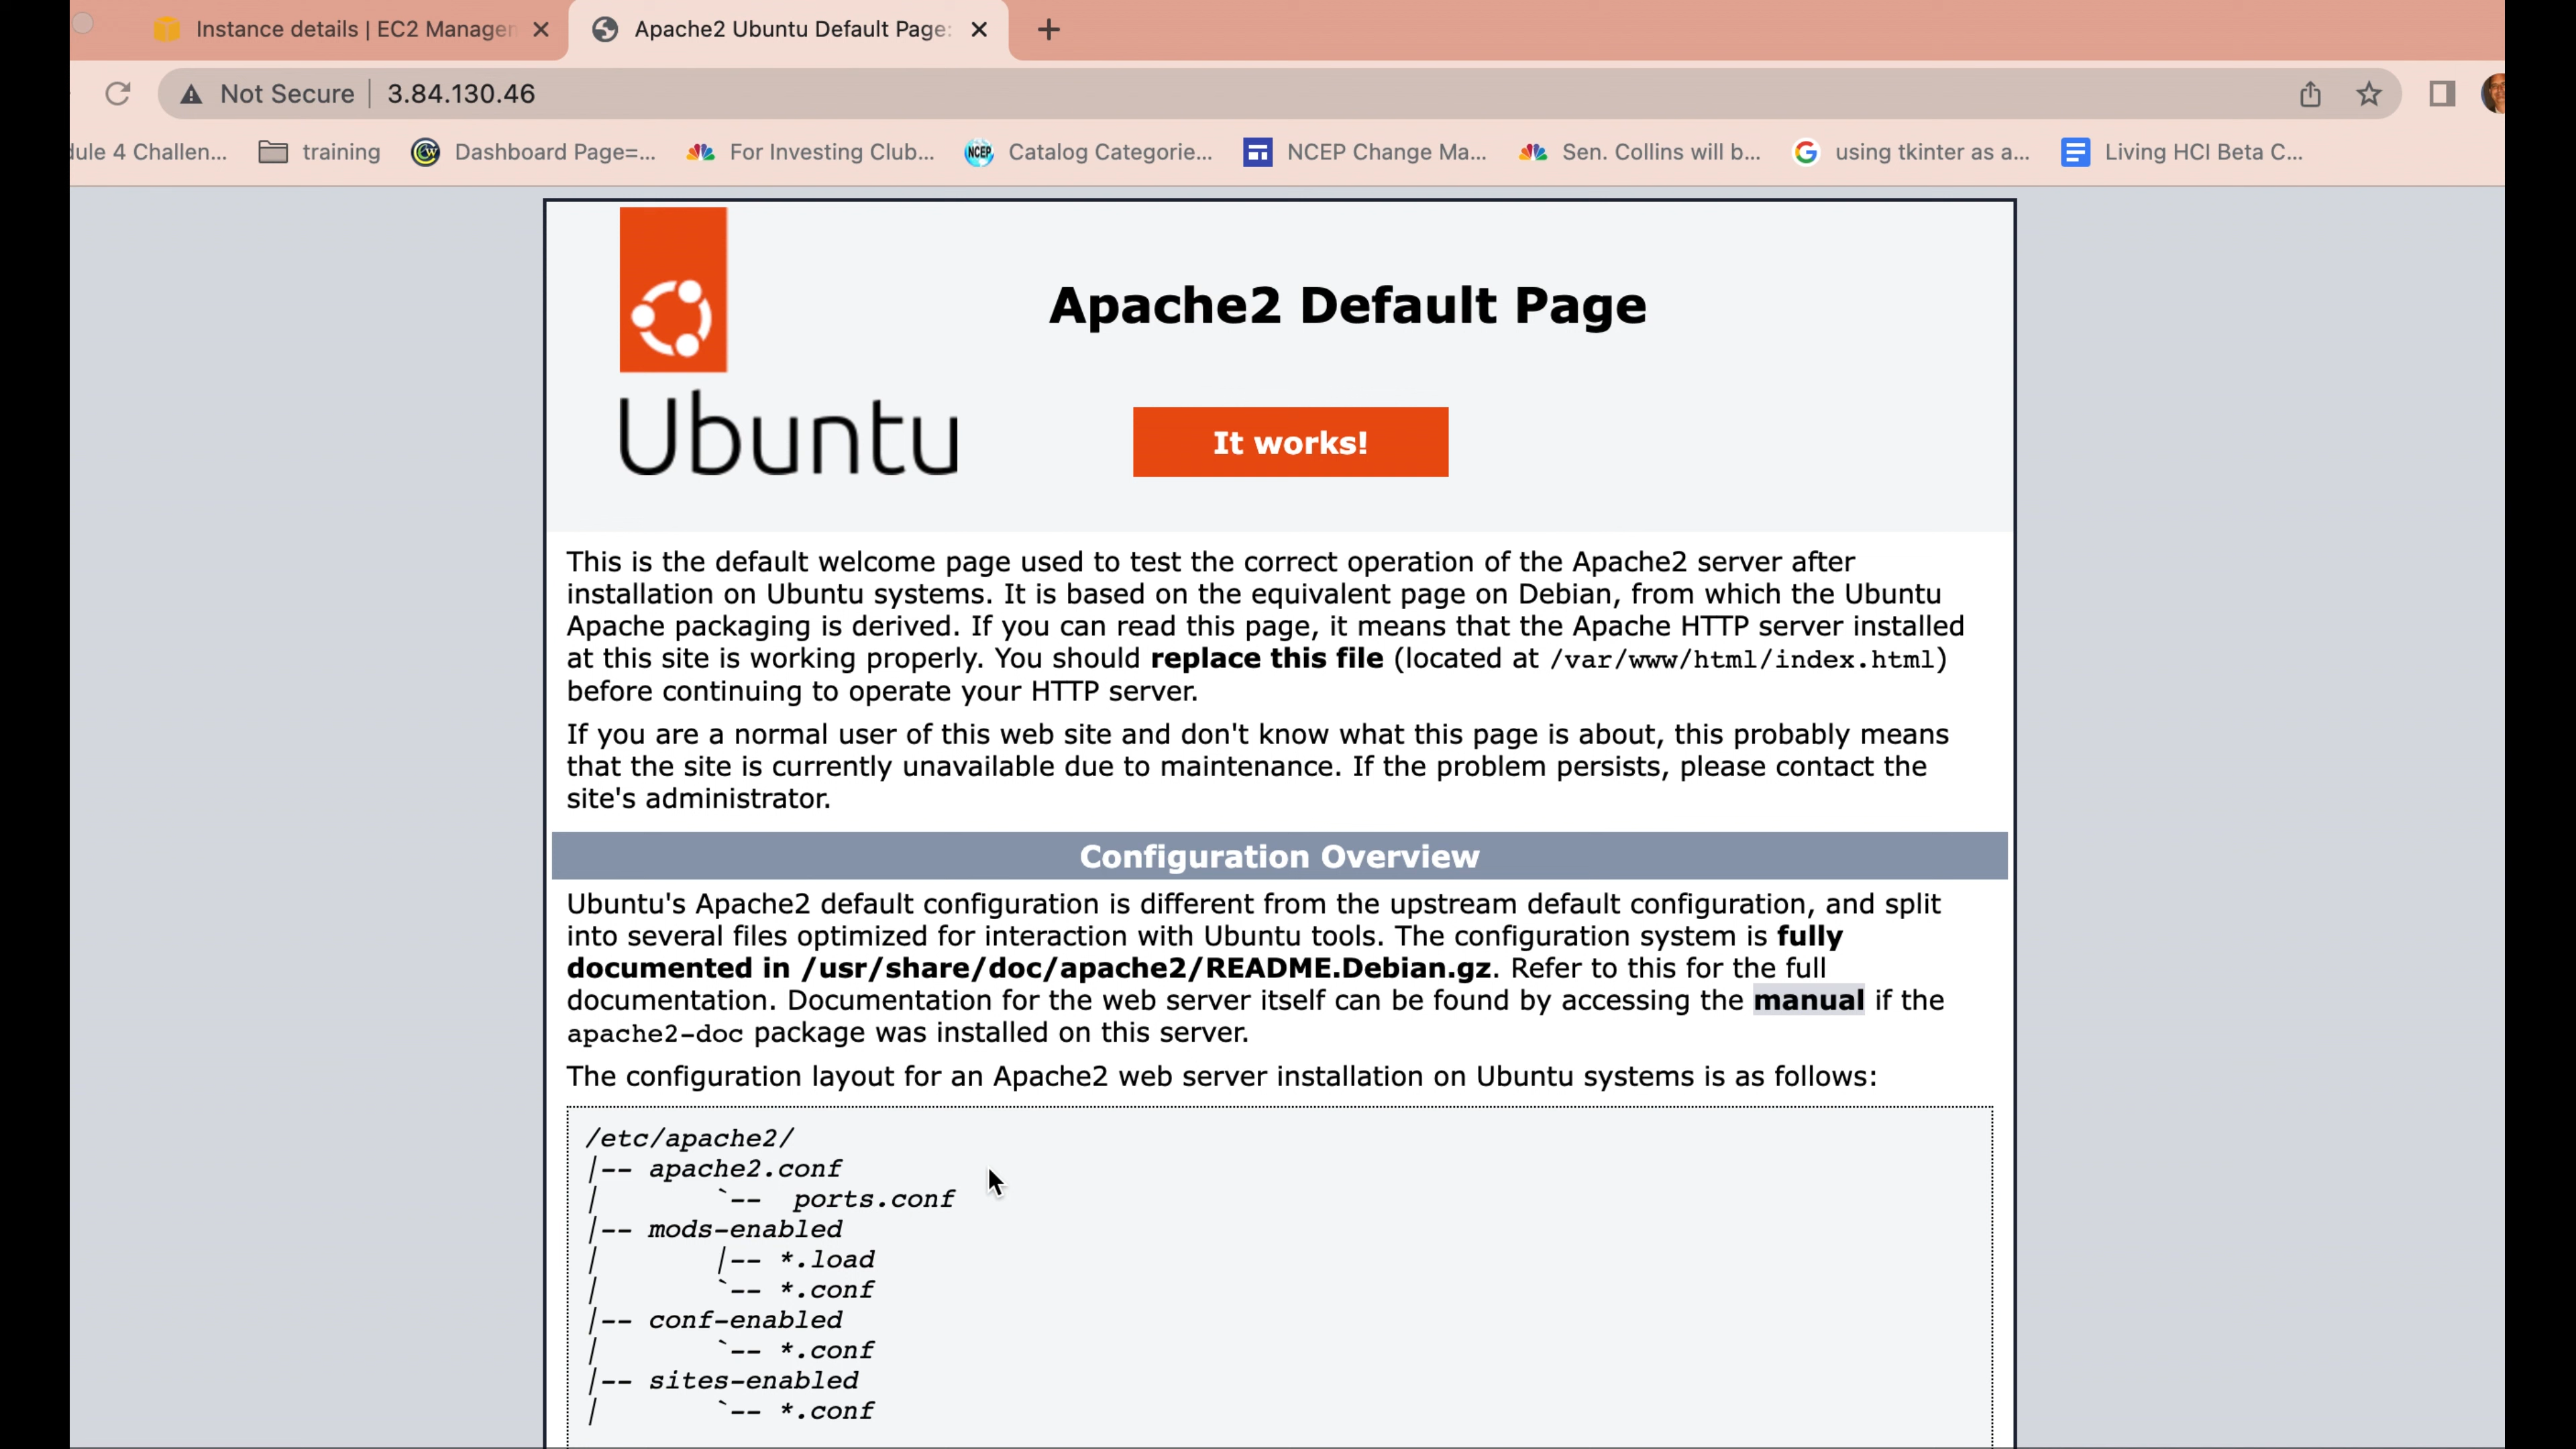 Instance details | EC2 Manager
Apache2 Ubuntu Default Page:
Not Secure | 3.84.130.46
dule 4 Challen... training Dashboard Page=... For Investing Club... NCEP Catalog Categorie... NCEP Change Ma... Sen. Collins will b... using tkinter as a... Living HCI Beta C...
Apache2 Default Page
Ubuntu
It works!
This is the default welcome page used to test the correct operation of the Apache2 server after
installation on Ubuntu systems. It is based on the equivalent page on Debian, from which the Ubuntu
Apache packaging is derived. If you can read this page, it means that the Apache HTTP server installed
at this site is working properly. You should replace this file (located at /var/www/html/index.html)
before continuing to operate your HTTP server.
If you are a normal user of this web site and don't know what this page is about, this probably means
that the site is currently unavailable due to maintenance. If the problem persists, please contact the
site's administrator.
Configuration Overview
Ubuntu's Apache2 default configuration is different from the upstream default configuration, and split
into several files optimized for interaction with Ubuntu tools. The configuration system is fully
documented in /usr/share/doc/apache2/README.Debian.gz. Refer to this for the full
documentation. Documentation for the web server itself can be found by accessing the manual if the
apache2-doc package was installed on this server.
The configuration layout for an Apache2 web server installation on Ubuntu systems is as follows:
/etc/apache2/
|-- apache2.conf
|       `--  ports.conf
|-- mods-enabled
|       |-- *.load
|       `-- *.conf
|-- conf-enabled
|       `-- *.conf
|-- sites-enabled
|       `-- *.conf